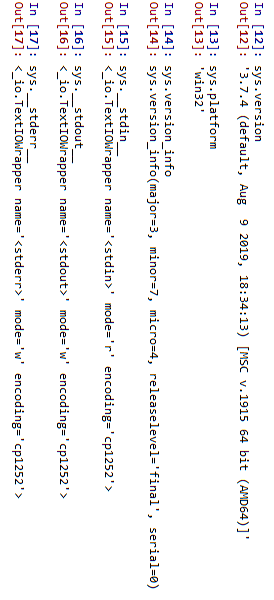 In [12]: sys.version
Out[12]: '3.7.4 (default, Aug  9 2019, 18:34:13) [MSC v.1915 64 bit (AMD64)]'
In [13]: sys.platform
Out[13]: 'win32'
In [14]: sys.version_info
Out[14]: sys.version_info(major=3, minor=7, micro=4, releaselevel='final', serial=0)
In [15]: sys.__stdin__
Out[15]: <_io.TextIOWrapper name='<stdin>' mode='r' encoding='cp1252'>
In [16]: sys.__stdout__
Out[16]: <_io.TextIOWrapper name='<stdout>' mode='w' encoding='cp1252'>
In [17]: sys.__stderr__
Out[17]: <_io.TextIOWrapper name='<stderr>' mode='w' encoding='cp1252'>